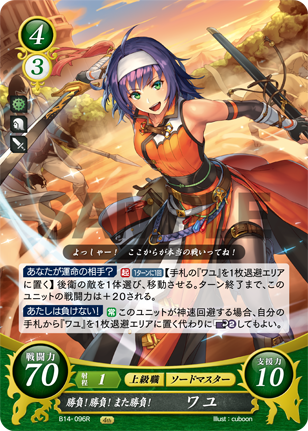 4
3
SAMPLE
よっしゃー! ここからが本当の戦いってね!
あなたが運命の相手? 起 1ターンに1回 【手札の『ワユ』を1枚退避エリア
に置く】 後衛の敵を1体選び、移動させる。ターン終了まで、こ
のユニットの戦闘力は+20される。
あたしは負けない! 常 このユニットが神速回避する場合、自分の
手札から『ワユ』を1枚退避エリアに置く代わりに 2 してもよい。
戦闘力
70
射程 1 上級職 ソードマスター
支援力
10
勝負! 勝負! また勝負! ワユ
B14-096R
Illust : cuboon